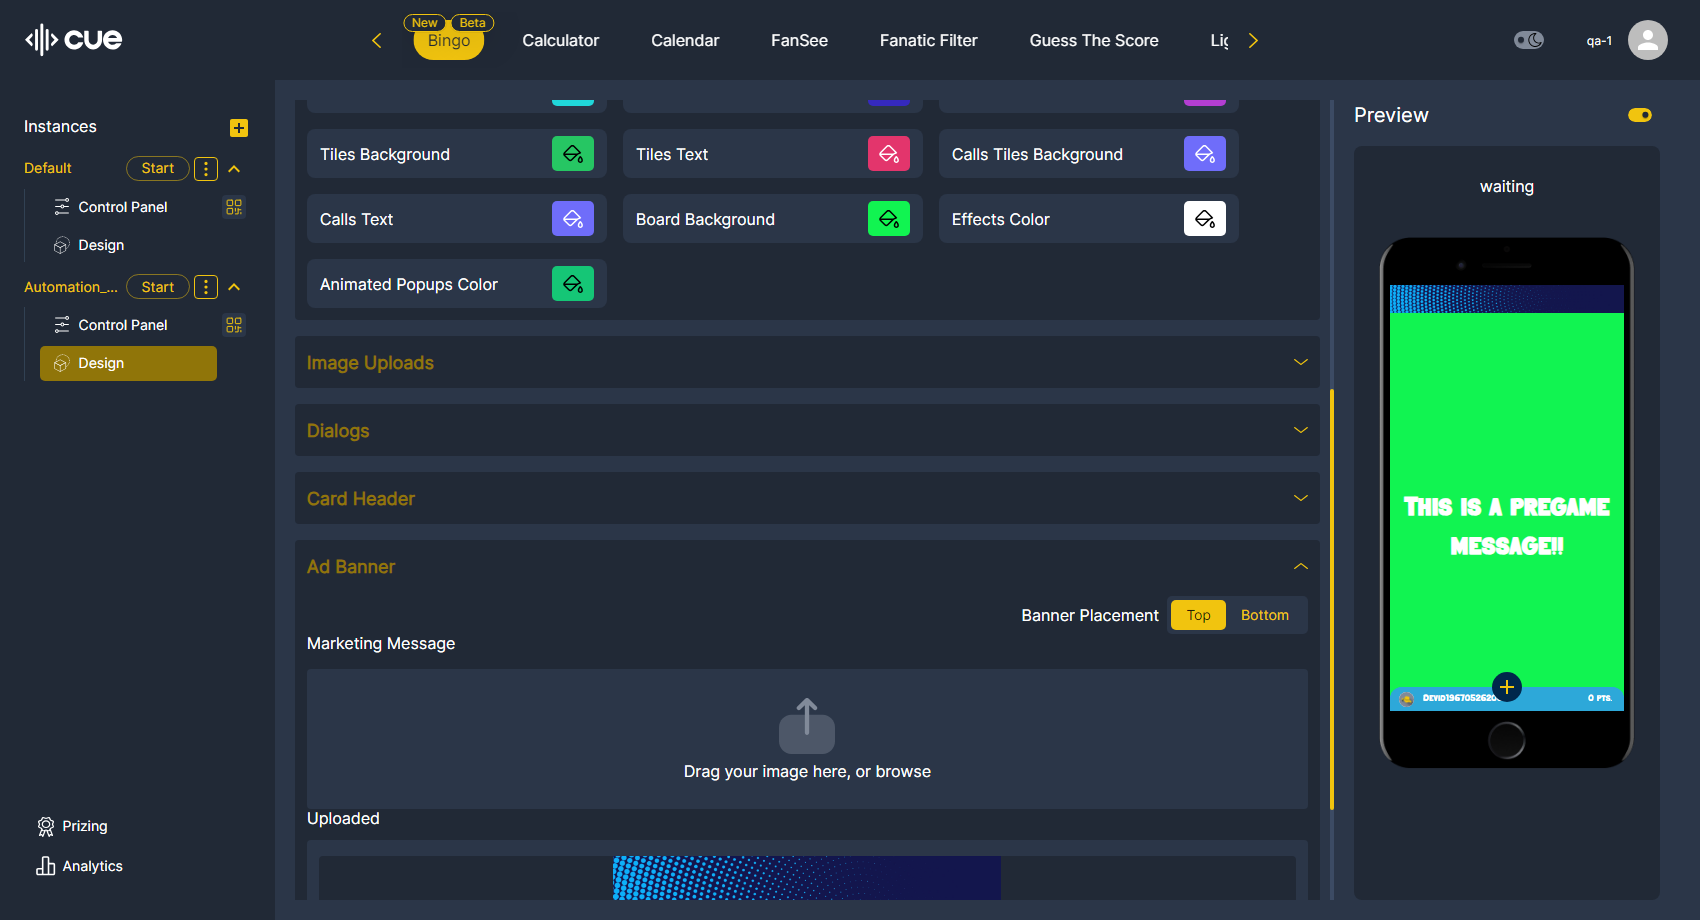 cue
New
Beta
Bingo
Calculator
Calendar
FanSee
Fanatic Filter
Guess The Score
qa-1
Instances
Default
Start
Control Panel
Design
Automation_...
Start
Control Panel
Design
Prizing
Analytics
Tiles Background
Tiles Text
Calls Tiles Background
Calls Text
Board Background
Effects Color
Animated Popups Color
Image Uploads
Dialogs
Card Header
Ad Banner
Banner Placement
Top
Bottom
Marketing Message
Drag your image here, or browse
Uploaded
Preview
waiting
This is a pregame
message!!
0 pts.